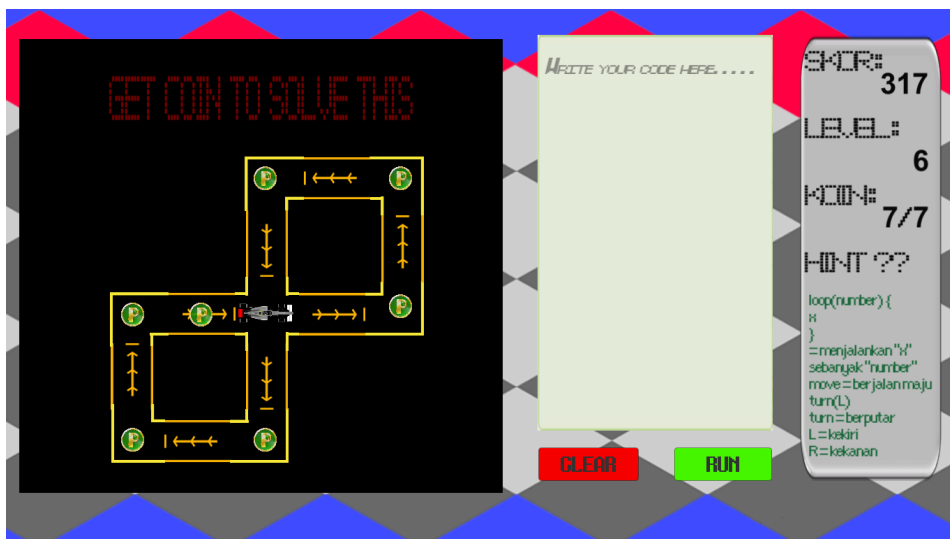 GET COIN TO SOLVE THIS
P P
P P P
P P
WRITE YOUR CODE HERE.....
CLEAR RUN
SKOR:
317
LEVEL:
6
KOIN:
7/7
HINT ??
loop(number) {
x
}
=menjalankan "x"
sebanyak "number"
move=berjalan maju
turn(L)
turn=berputar
L=kekiri
R=kekanan